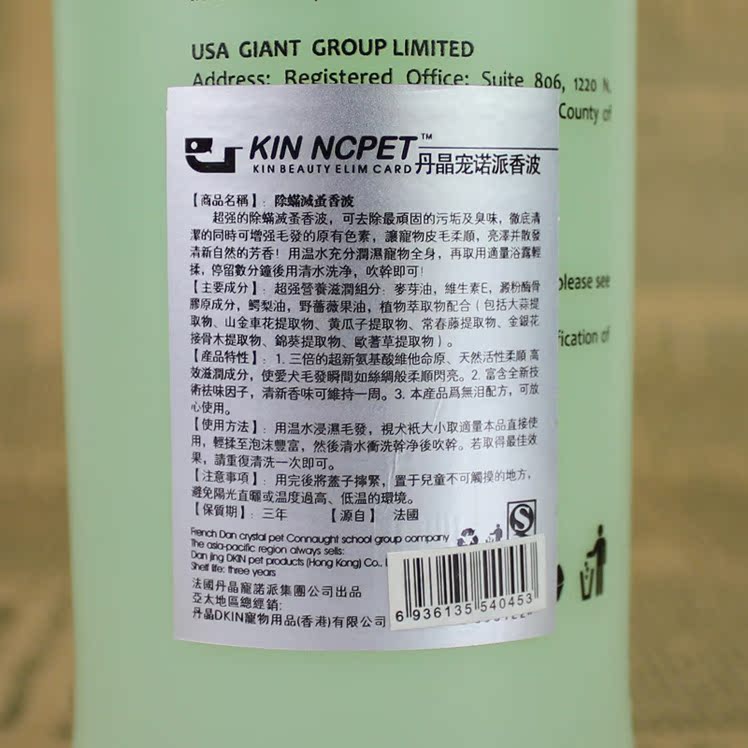 USA GIANT GROUP LIMITED
Address: Registered Office: Suite 806, 1220 N.
County of
KIN NCPET™
KIN BEAUTY ELIM CARD 丹晶宠诺派香波
【商品名稱】: 除蟎滅蚤香波
超强的除蟎滅蚤香波，可去除最頑固的污垢及臭味，徹底清
潔的同時可增强毛發的原有色素，讓寵物皮毛柔順，亮澤并散發
清新自然的芳香！用温水充分潤濕寵物全身，再取用適量浴露輕
揉，停留數分鐘後用清水洗净，吹幹即可！
【主要成分】: 超强營養滋潤組分：麥芽油，維生素E，澱粉酶骨
膠原成分，鰐梨油，野薔薇果油，植物萃取物配合（包括大蒜提
取物、山金車花提取物、黄瓜子提取物、常春藤提取物、金銀花
接骨木提取物、錦葵提取物、歐著草提取物）。
【産品特性】: 1. 三倍的超新氨基酸維他命原、天然活性柔順 高
效滋潤成分，使愛犬毛發瞬間如絲綢般柔順閃亮。2. 富含全新技
術祛味因子，清新香味可維持一周。3. 本産品爲無泪配方，可放
心使用。
【使用方法】: 用温水浸濕毛發，視犬衹大小取適量本品直接使
用，輕揉至泡沫豐富，然後清水衝洗幹净後吹幹。若取得最佳效
果，請重復清洗一次即可。
【注意事項】: 用完後將蓋子擰緊，置于兒童不可觸摸的地方，
避免陽光直曬或温度過高、低温的環境。
【保質期】: 三年 【源自】 法國
French Dan crystal pet Connaught school group company
The asia-pacific region always sells:
Dan jing DKIN pet products (Hong Kong) Co.,
Shelf life: three years
法國丹晶寵諾派集團公司出品
亞太地區總經銷:
丹晶DKIN寵物用品(香港)有限公司
6 936135 540453
please see
fication of